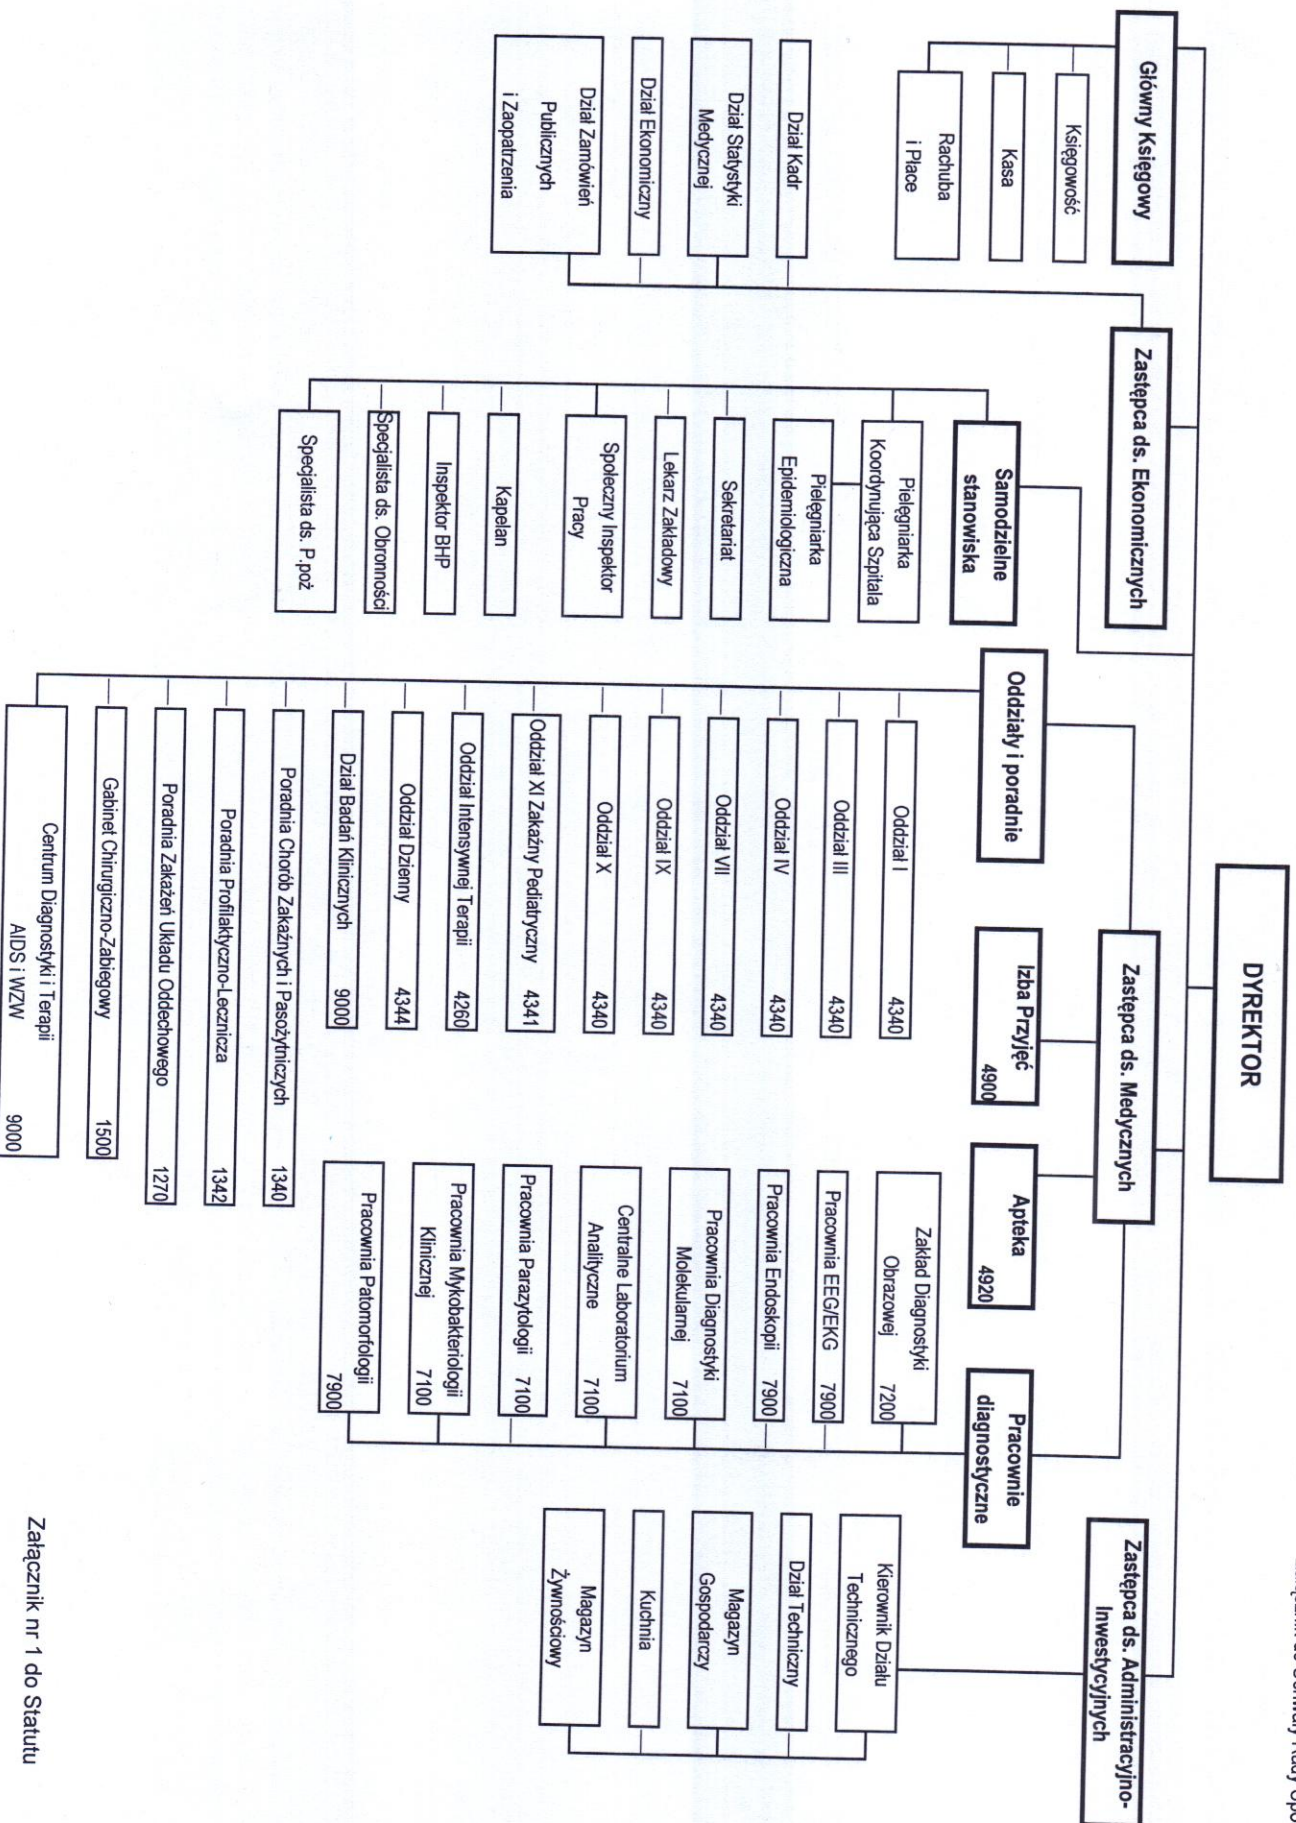 DYREKTOR
Główny Księgowy
Księgowość
Kasa
Rachuba
i Płace
Zastępca ds. Ekonomicznych
Dział Kadr
Dział Statystyki
Medycznej
Dział Ekonomiczny
Dział Zamówień
Publicznych
i Zaopatrzenia
Samodzielne
stanowiska
Pielęgniarka
Koordynująca Szpitala
Pielęgniarka
Epidemiologiczna
Sekretariat
Lekarz Zakładowy
Społeczny Inspektor
Pracy
Kapelan
Inspektor BHP
Specjalista ds. Obronności
Specjalista ds. P.poż
Zastępca ds. Medycznych
Oddziały i poradnie
Oddział I 4340
Oddział III 4340
Oddział IV 4340
Oddział VII 4340
Oddział IX 4340
Oddział X 4340
Oddział XI Zakaźny Pediatryczny 4341
Oddział Intensywnej Terapii 4260
Oddział Dzienny 4344
Dział Badań Klinicznych 9000
Poradnia Chorób Zakaźnych i Pasożytniczych 1340
Poradnia Profilaktyczno-Lecznicza 1342
Poradnia Zakażeń Układu Oddechowego 1270
Gabinet Chirurgiczno-Zabiegowy 1500
Centrum Diagnostyki i Terapii
AIDS i WZW 9000
Izba Przyjęć
4900
Apteka
4920
Pracownie
diagnostyczne
Zakład Diagnostyki
Obrazowej 7200
Pracownia EEG/EKG 7900
Pracownia Endoskopii 7900
Pracownia Diagnostyki
Molekularnej 7100
Centralne Laboratorium
Analityczne 7100
Pracownia Parazytologii 7100
Pracownia Mykobakteriologii
Klinicznej 7100
Pracownia Patomorfologii
7900
Zastępca ds. Administracyjno-
Inwestycyjnych
Kierownik Działu
Technicznego
Dział Techniczny
Magazyn
Gospodarczy
Kuchnia
Magazyn
Żywnościowy
Załącznik nr 1 do Statutu